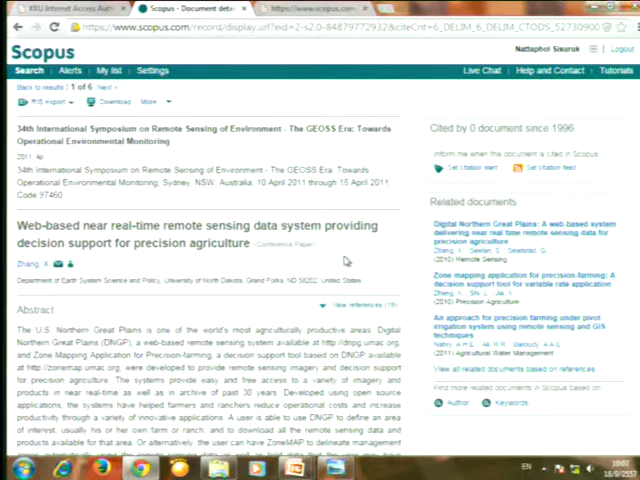 KKU Internet Access Auth
Scopus - Document deta
https://www.scopus.com
https://www.scopus.com/record/display.url?eid=2-s2.0-84879772932&citeCnt=6_DELIM_6_DELIM_CTODS_52730900
Scopus
Nattaphol Sisuruk
Logout
Search Alerts My list Settings
Live Chat Help and Contact Tutorials
Back to results 1 of 6 Next
RIS export Download More
34th International Symposium on Remote Sensing of Environment - The GEOSS Era: Towards
Operational Environmental Monitoring
2011, 4p
34th International Symposium on Remote Sensing of Environment - The GEOSS Era: Towards
Operational Environmental Monitoring; Sydney, NSW; Australia; 10 April 2011 through 15 April 2011
Code 97460
Web-based near real-time remote sensing data system providing
decision support for precision agriculture (Conference Paper)
Zhang, X.
Department of Earth System Science and Policy, University of North Dakota, Grand Forks, ND 58202, United States
Abstract
View references (19)
The U.S. Northern Great Plains is one of the world's most agriculturally productive areas. Digital
Northern Great Plains (DNGP), a web-based remote sensing system available at http://dngp.umac.org,
and Zone Mapping Application for Precision-farming, a decision support tool based on DNGP available
at http://zonemap.umac.org, were developed to provide remote sensing imagery and decision support
for precision agriculture. The systems provide easy and free access to a variety of imagery and
products in near real-time as well as in archive of past 30 years. Developed using open source
applications, the systems have helped farmers and ranchers reduce operational costs and increase
productivity through a variety of innovative applications. A user is able to use DNGP to define an area
of interest, usually his or her own farm or ranch, and to download all the remote sensing data and
products available for that area. Or alternatively, the user can have ZoneMAP to delineate management
Cited by 0 document since 1996
Inform me when this document is cited in Scopus
Set citation alert Set citation feed
Related documents
Digital Northern Great Plains: A web based system
delivering near real time remote sensing data for
precision agriculture
Zhang, X.
(2010) Remote Sensing
Zone mapping application for precision-farming: A
decision support tool for variable rate application
Zhang, X.
(2010) Precision Agriculture
An approach for precision farming under pivot
irrigation system using remote sensing and GIS
techniques
(2011) Agricultural Water Management
View all related documents based on references
Find more related documents in Scopus based on
Author Keywords
EN
10:02